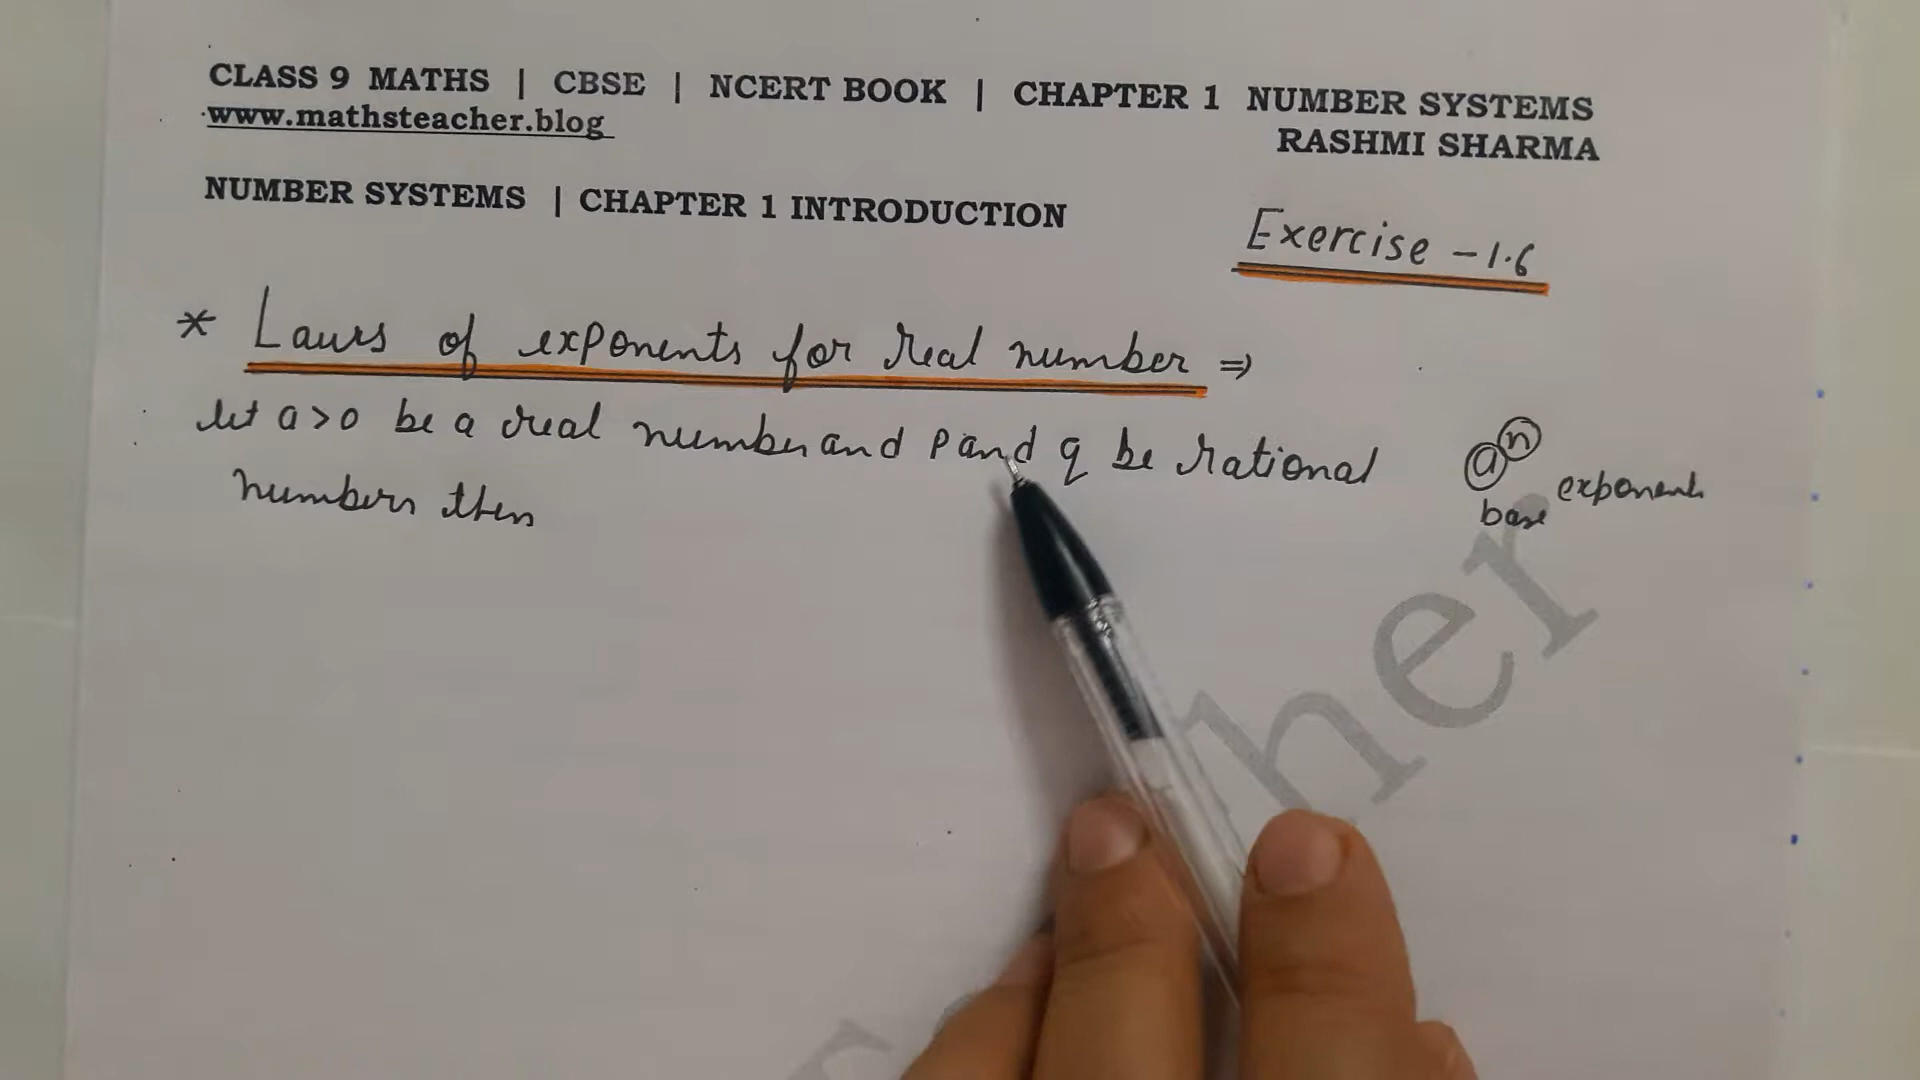 CLASS 9 MATHS | CBSE | NCERT BOOK | CHAPTER 1 NUMBER SYSTEMS
www.mathsteacher.blog
RASHMI SHARMA
NUMBER SYSTEMS | CHAPTER 1 INTRODUCTION
Exercise - 1.6
* Laws of exponents for real number ⇒
let a > 0 be a real number and p and q be rational
numbers then
a n
base exponent
her